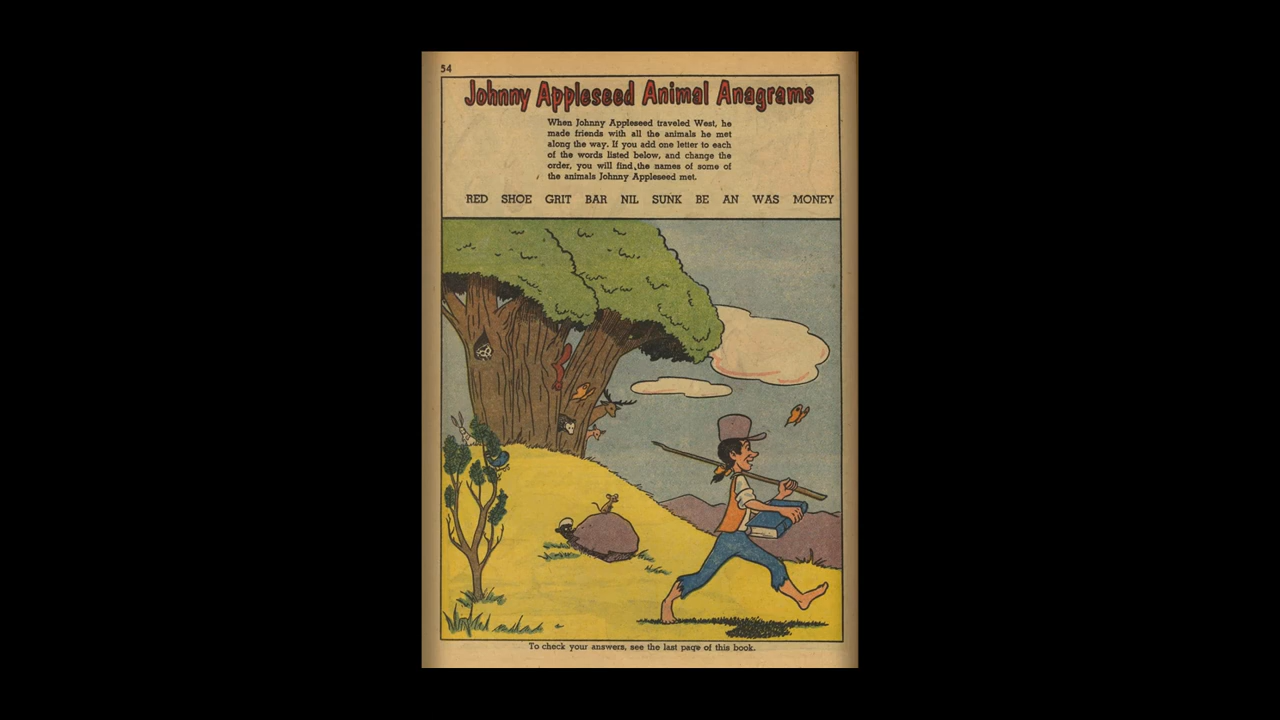 54
Johnny Appleseed Animal Anagrams
When Johnny Appleseed traveled West, he
made friends with all the animals he met
along the way. If you add one letter to each
of the words listed below, and change the
order, you will find the names of some of
the animals Johnny Appleseed met.
RED SHOE GRIT BAR NIL SUNK BE AN WAS MONEY
To check your answers, see the last page of this book.